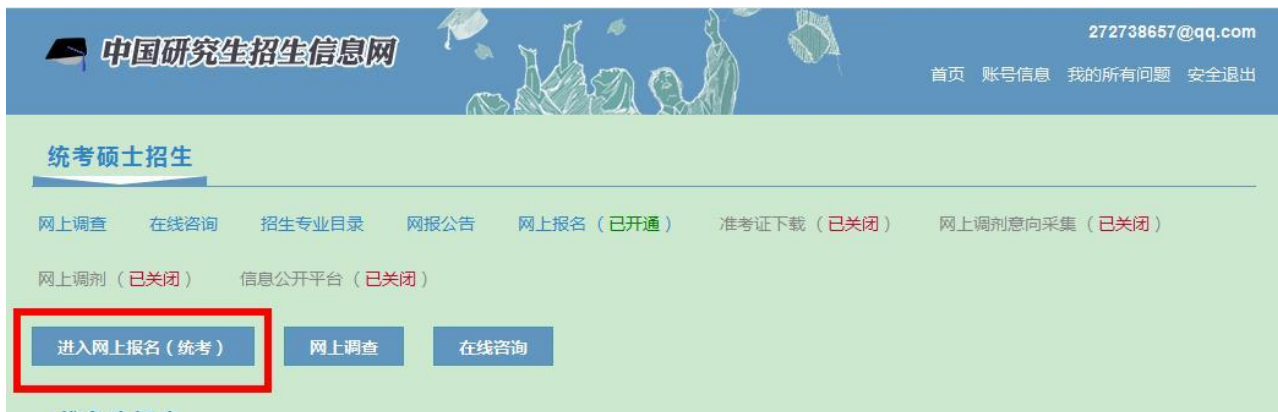 272738657@qq.com
中国研究生招生信息网
首页 账号信息 我的所有问题 安全退出
统考硕士招生
网上调查 在线咨询 招生专业目录 网报公告 网上报名（已开通） 准考证下载（已关闭） 网上调剂意向采集（已关闭）
网上调剂（已关闭） 信息公开平台（已关闭）
进入网上报名（统考） 网上调查 在线咨询